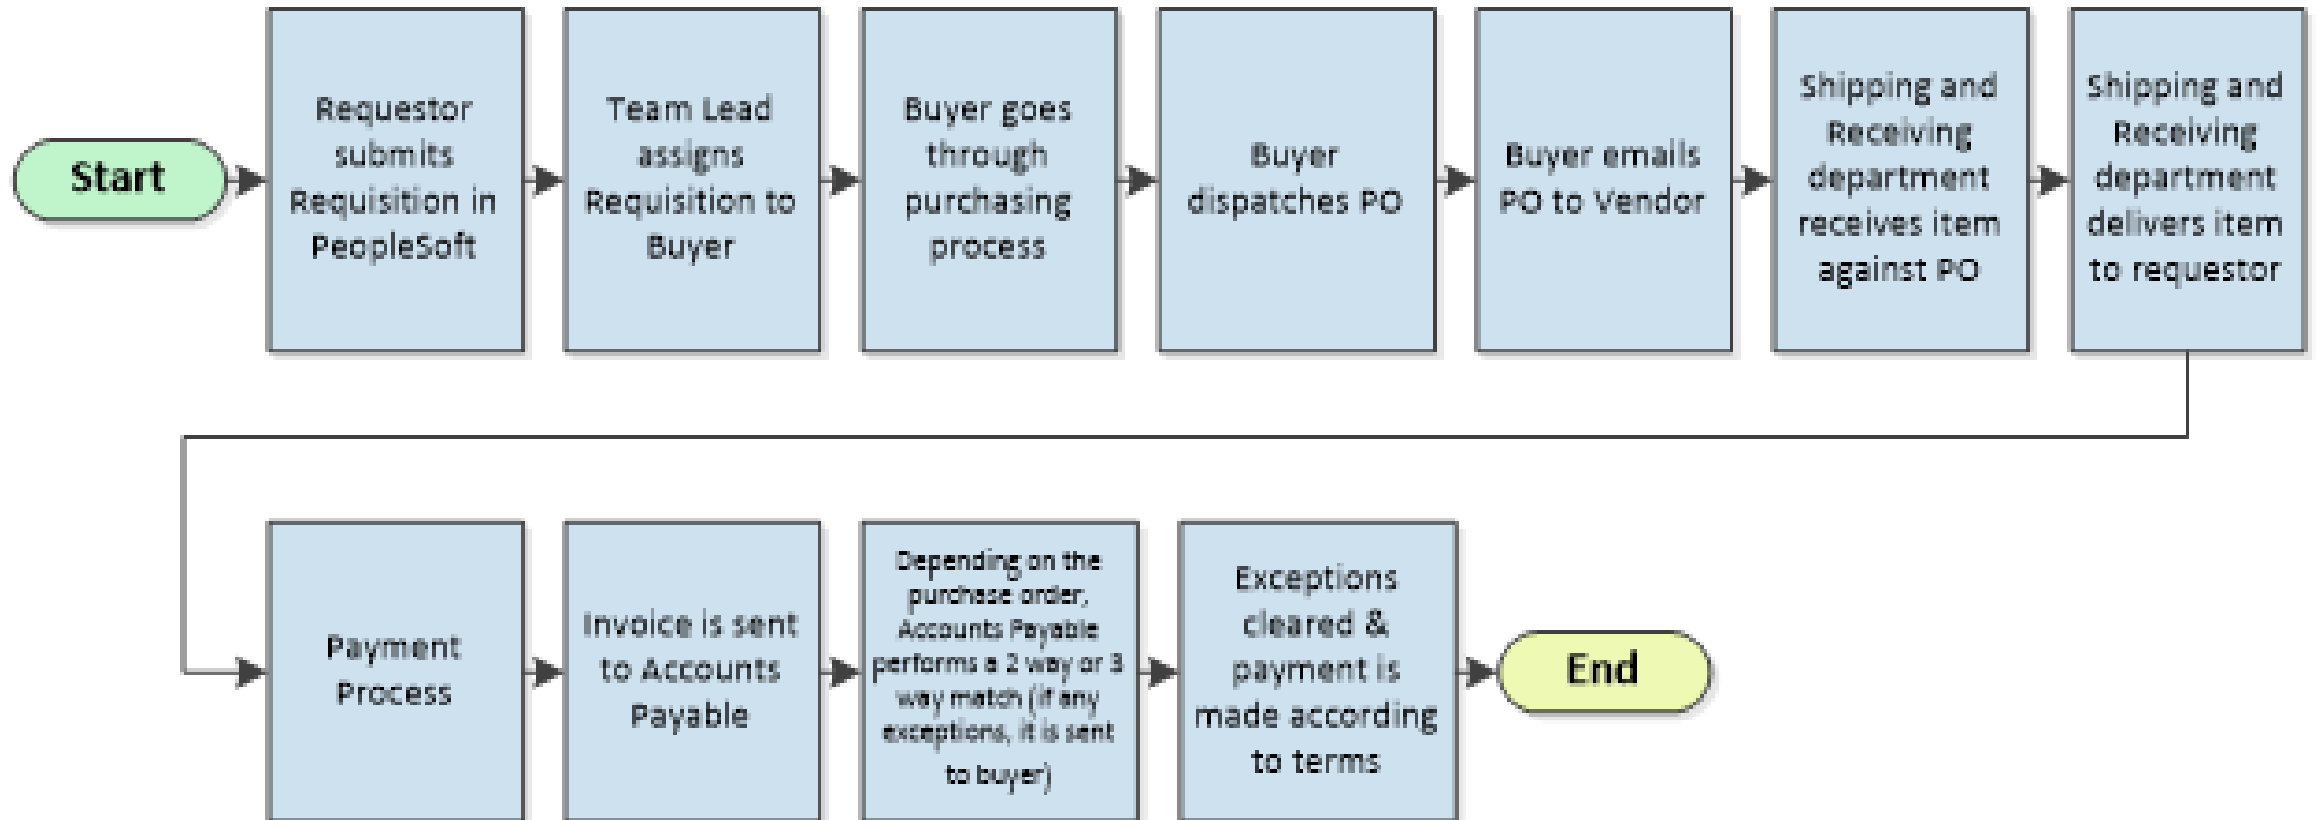 Start
Requestor
submits
Requisition in
PeopleSoft
Team Lead
assigns
Requisition to
Buyer
Buyer goes
through
purchasing
process
Buyer
dispatches PO
Buyer emails
PO to Vendor
Shipping and
Receiving
department
receives item
against PO
Shipping and
Receiving
department
delivers item
to requestor
Payment
Process
Invoice is sent
to Accounts
Payable
Depending on the
purchase order,
Accounts Payable
performs a 2 way or 3
way match (if any
exceptions, it is sent
to buyer)
Exceptions
cleared &
payment is
made according
to terms
End